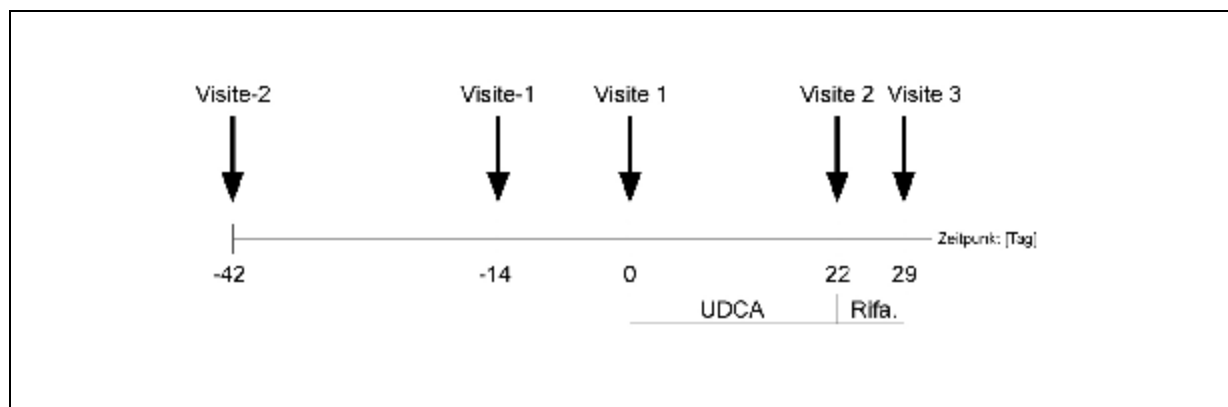 Visite-2 Visite-1 Visite 1 Visite 2 Visite 3
Zeitpunkt [Tag]
-42 -14 0 22 29
UDCA Rifa.